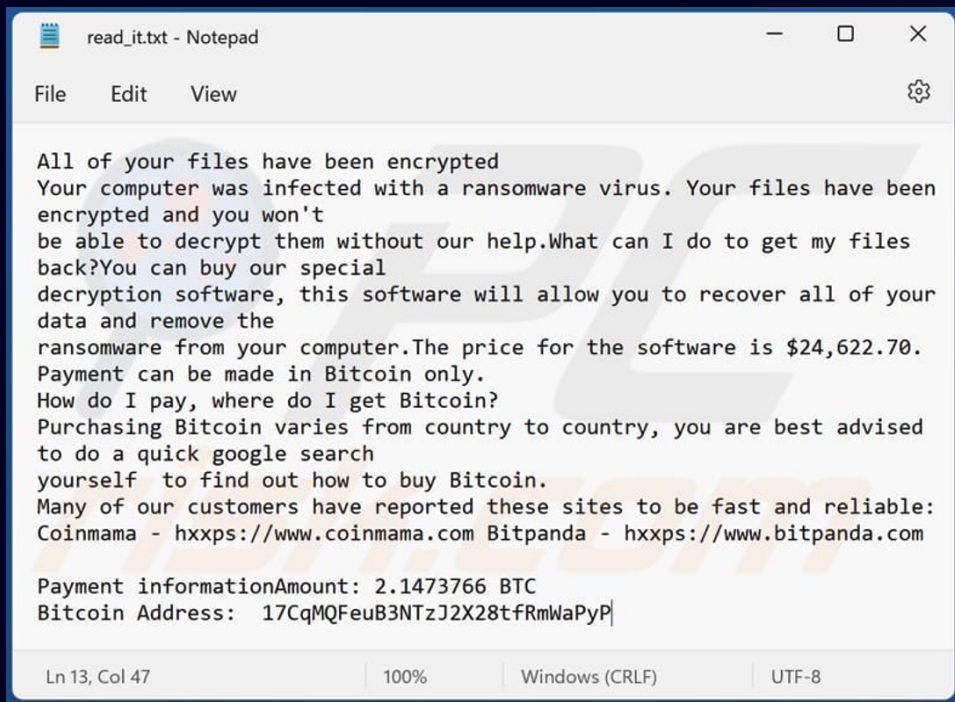 read_it.txt - Notepad
File Edit View
All of your files have been encrypted
Your computer was infected with a ransomware virus. Your files have been
encrypted and you won't
be able to decrypt them without our help.What can I do to get my files
back?You can buy our special
decryption software, this software will allow you to recover all of your
data and remove the
ransomware from your computer.The price for the software is $24,622.70.
Payment can be made in Bitcoin only.
How do I pay, where do I get Bitcoin?
Purchasing Bitcoin varies from country to country, you are best advised
to do a quick google search
yourself  to find out how to buy Bitcoin.
Many of our customers have reported these sites to be fast and reliable:
Coinmama - hxxps://www.coinmama.com Bitpanda - hxxps://www.bitpanda.com
Payment informationAmount: 2.1473766 BTC
Bitcoin Address:  17CqMQFeuB3NTzJ2X28tfRmWaPyP
Ln 13, Col 47 100% Windows (CRLF) UTF-8
PC
risk.com